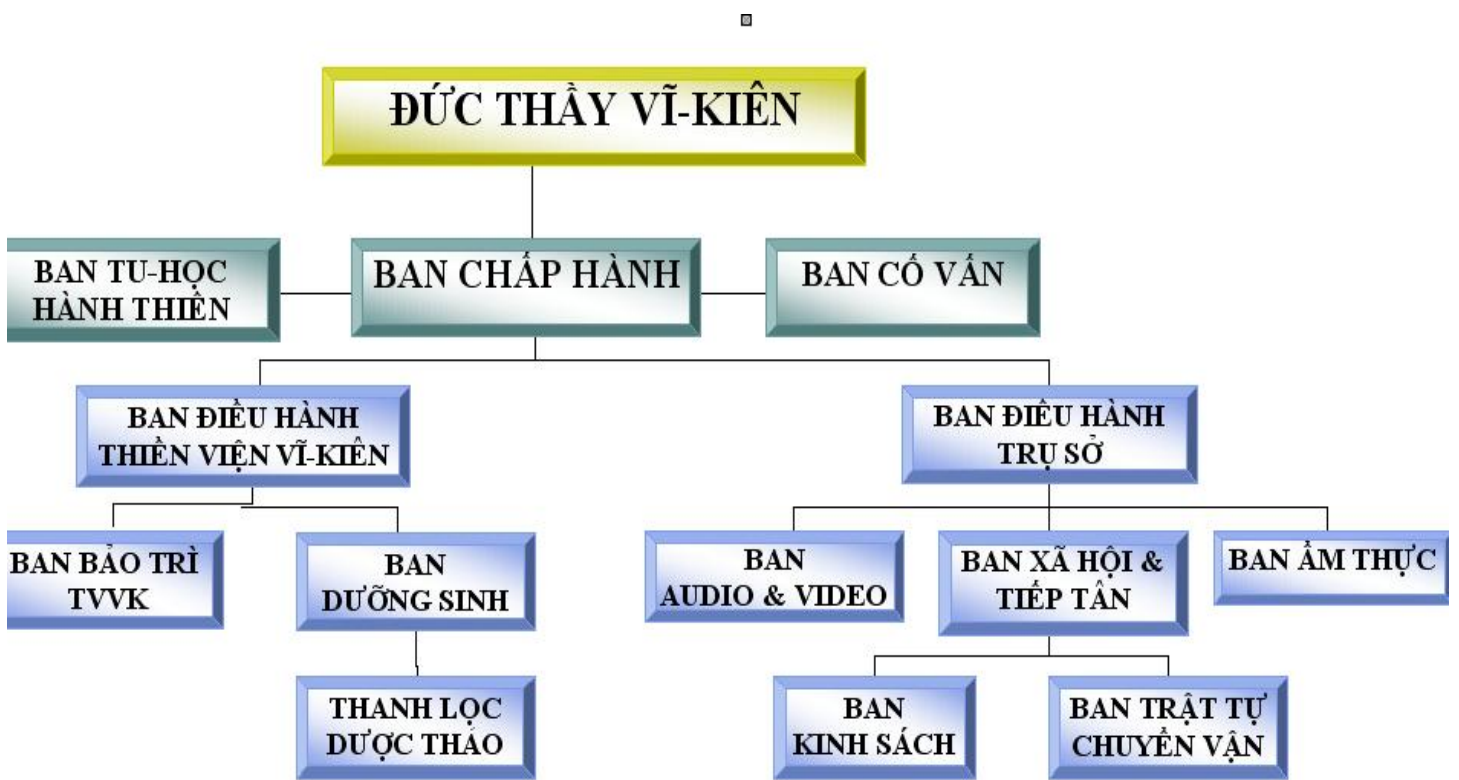 ĐỨC THẦY VĨ-KIÊN
BAN TU-HỌC
HÀNH THIỀN
BAN CHẤP HÀNH
BAN CỐ VẤN
BAN ĐIỀU HÀNH
THIỀN VIỆN VĨ-KIÊN
BAN ĐIỀU HÀNH
TRỤ SỞ
BAN BẢO TRÌ
TVVK
BAN
DƯỠNG SINH
BAN
AUDIO & VIDEO
BAN XÃ HỘI &
TIẾP TÂN
BAN ẨM THỰC
THANH LỌC
DƯỢC THẢO
BAN
KINH SÁCH
BAN TRẬT TỰ
CHUYỂN VẬN